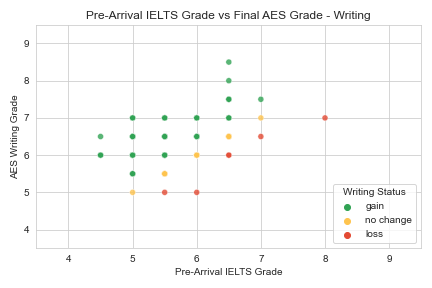 Pre-Arrival IELTS Grade vs Final AES Grade - Writing
AES Writing Grade
9
8
7
6
5
4
4 5 6 7 8 9
Pre-Arrival IELTS Grade
Writing Status
gain
no change
loss